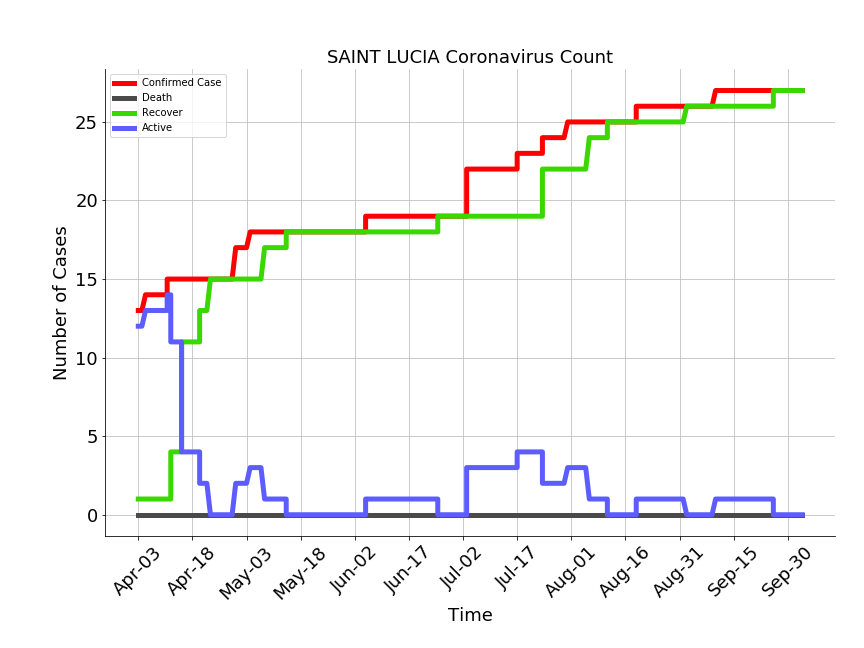 SAINT LUCIA Coronavirus Count
Confirmed Case
Death
Recover
Active
Number of Cases
25
20
15
10
5
0
Apr-03
Apr-18
May-03
May-18
Jun-02
Jun-17
Jul-02
Jul-17
Aug-01
Aug-16
Aug-31
Sep-15
Sep-30
Time